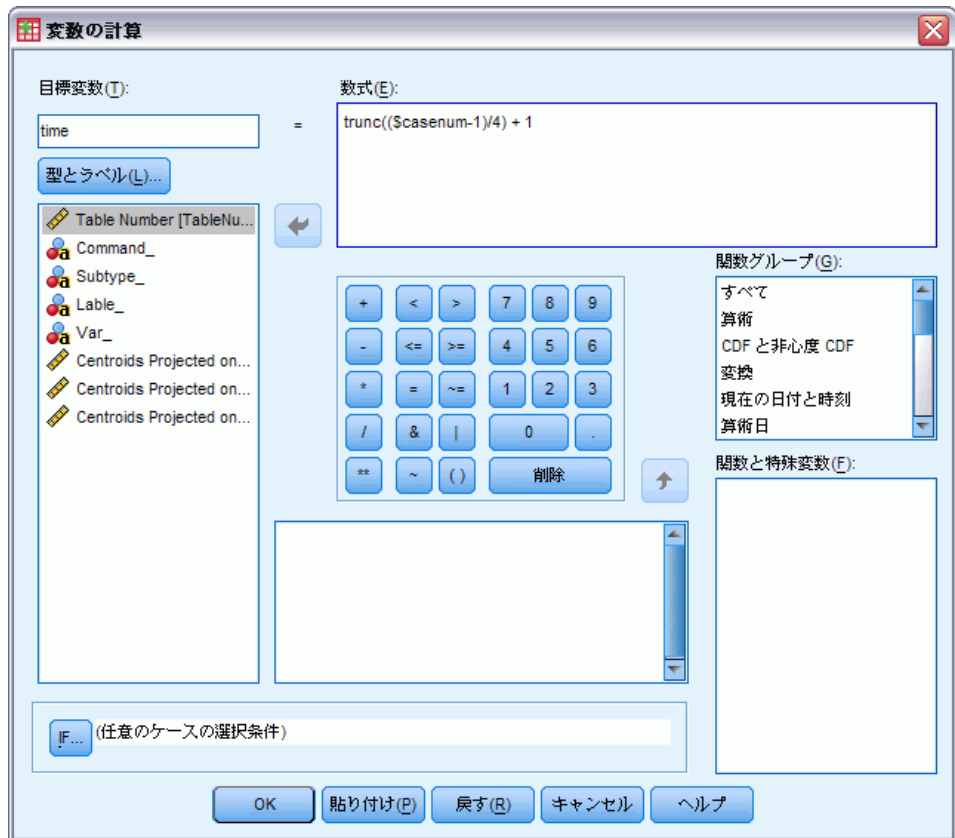 変数の計算
目標変数(T):
time
=
数式(E):
trunc(($casenum-1)/4) + 1
型とラベル(L)...
Table Number [TableNu...
Command_
Subtype_
Lable_
Var_
Centroids Projected on...
Centroids Projected on...
Centroids Projected on...
+ < > 7 8 9
- <= >= 4 5 6
* = ~= 1 2 3
/ & | 0 .
** ~ ( ) 削除
関数グループ(G):
すべて
算術
CDF と非心度 CDF
変換
現在の日付と時刻
算術日
関数と特殊変数(F):
IF... (任意のケースの選択条件)
OK 貼り付け(P) 戻す(R) キャンセル ヘルプ